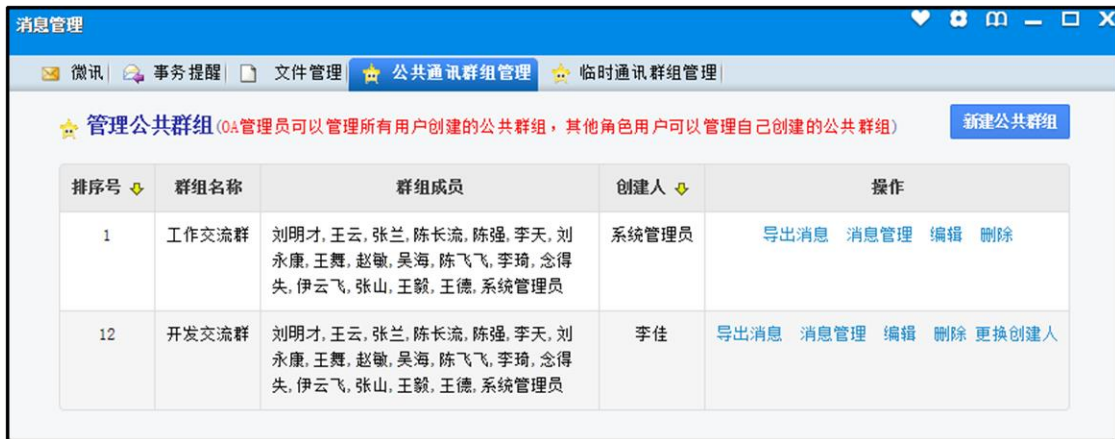 消息管理
微讯 事务提醒 文件管理 公共通讯群组管理 临时通讯群组管理
管理公共群组(OA管理员可以管理所有用户创建的公共群组，其他角色用户可以管理自己创建的公共群组) 新建公共群组
排序号 群组名称 群组成员 创建人 操作
1 工作交流群 刘明才,王云,张兰,陈长流,陈强,李天,刘 系统管理员 导出消息 消息管理 编辑 删除
永康,王舞,赵敏,吴海,陈飞飞,李琦,念得
失,伊云飞,张山,王毅,王德,系统管理员
12 开发交流群 刘明才,王云,张兰,陈长流,陈强,李天,刘 李佳 导出消息 消息管理 编辑 删除 更换创建人
永康,王舞,赵敏,吴海,陈飞飞,李琦,念得
失,伊云飞,张山,王毅,王德,系统管理员